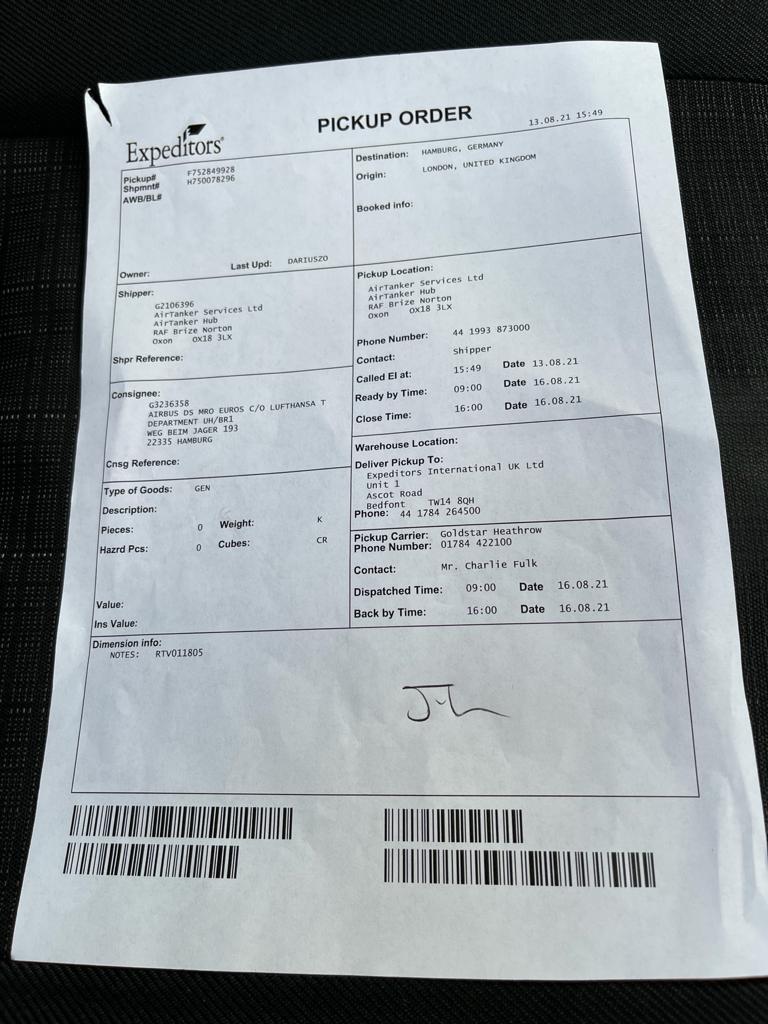 Expeditors
PICKUP ORDER
13.08.21 15:49
Pickup# F752849928
Shpmnt# H750078296
AWB/BL#
Owner: Last Upd: DARIUSZO
Destination: HAMBURG, GERMANY
Origin: LONDON, UNITED KINGDOM
Booked info:
Shipper:
G2106396
AirTanker Services Ltd
AirTanker Hub
RAF Brize Norton
Oxon OX18 3LX
Shpr Reference:
Pickup Location:
AirTanker Services Ltd
AirTanker Hub
RAF Brize Norton
Oxon OX18 3LX
Phone Number: 44 1993 873000
Contact: Shipper
Called EI at: 15:49 Date 13.08.21
Ready by Time: 09:00 Date 16.08.21
Close Time: 16:00 Date 16.08.21
Consignee:
G3236358
AIRBUS DS MRO EUROS C/O LUFTHANSA T
DEPARTMENT UH/BR1
WEG BEIM JAGER 193
22335 HAMBURG
Cnsg Reference:
Warehouse Location:
Deliver Pickup To:
Expeditors International UK Ltd
Unit 1
Ascot Road
Bedfont TW14 8QH
Phone: 44 1784 264500
Type of Goods: GEN
Description:
Pieces: 0 Weight: K
Hazrd Pcs: 0 Cubes: CR
Value:
Ins Value:
Pickup Carrier: Goldstar Heathrow
Phone Number: 01784 422100
Contact: Mr. Charlie Fulk
Dispatched Time: 09:00 Date 16.08.21
Back by Time: 16:00 Date 16.08.21
Dimension info:
NOTES: RTV011805